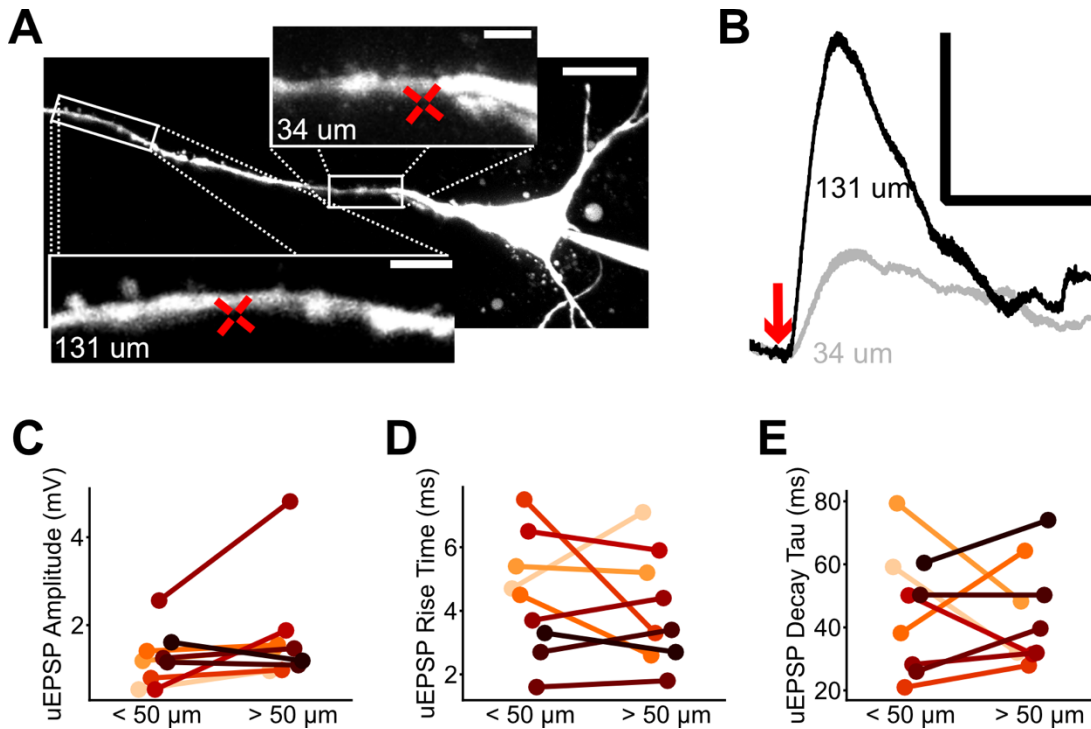 A
34 um
131 um
B
131 um
34 um
C
uEPSP Amplitude (mV)
4
2
< 50 µm
> 50 µm
D
uEPSP Rise Time (ms)
6
4
2
< 50 µm
> 50 µm
E
uEPSP Decay Tau (ms)
80
60
40
20
< 50 µm
> 50 µm